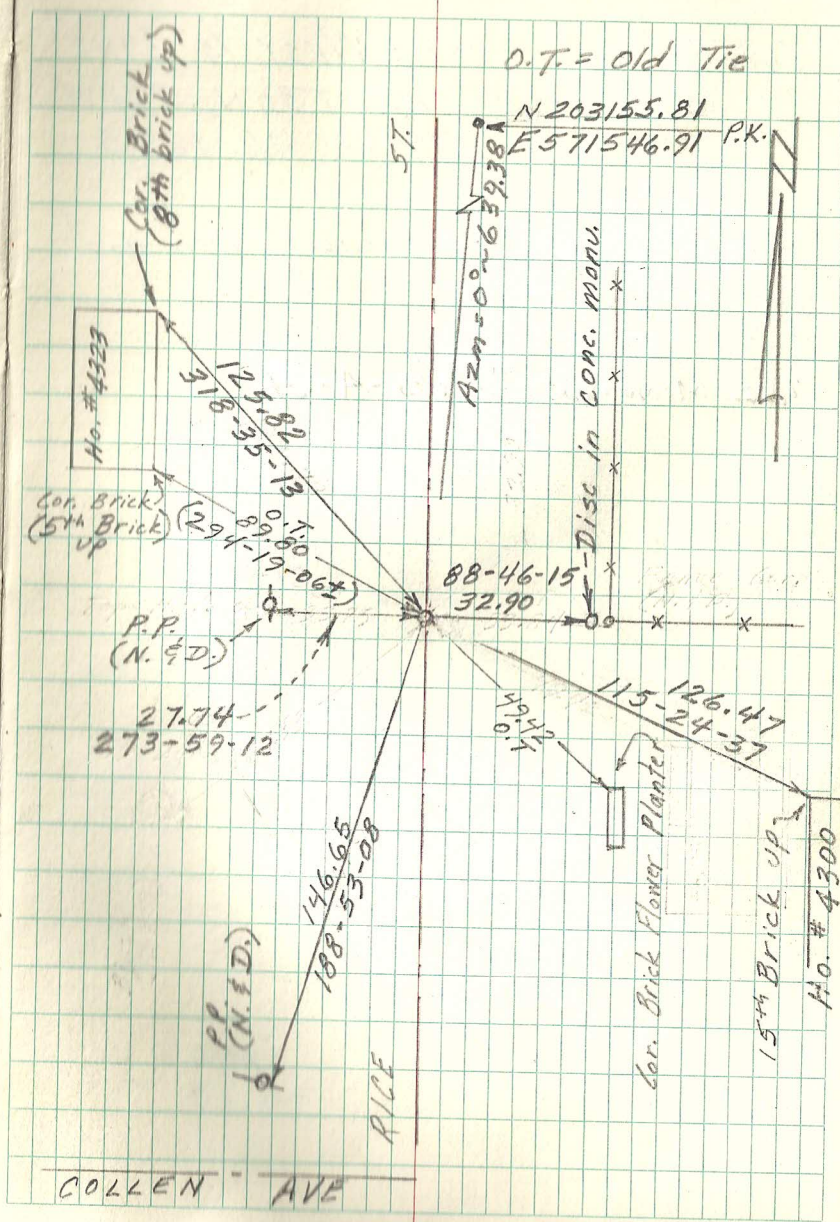 O.T. = Old Tie
N 203155.81
E 571546.91 P.K.
ST.
Azm = 0° ~ 639.38
Cor. Brick
(8th brick up)
Ho. #4323
125.82
318-35-13
Cor. Brick
(5th Brick)
up
O.T.
89.80
(294-19-06±)
Disc in conc. monu.
88-46-15
32.90
P.P.
(N. & D.)
27.74
273-59-12
49.42
O.T.
126.47
115-24-37
Cor. Brick Flower Planter
15th Brick up
Ho. # 4300
146.65
188-53-08
P.P.
(N. & D.)
RICE
COLLEN AVE